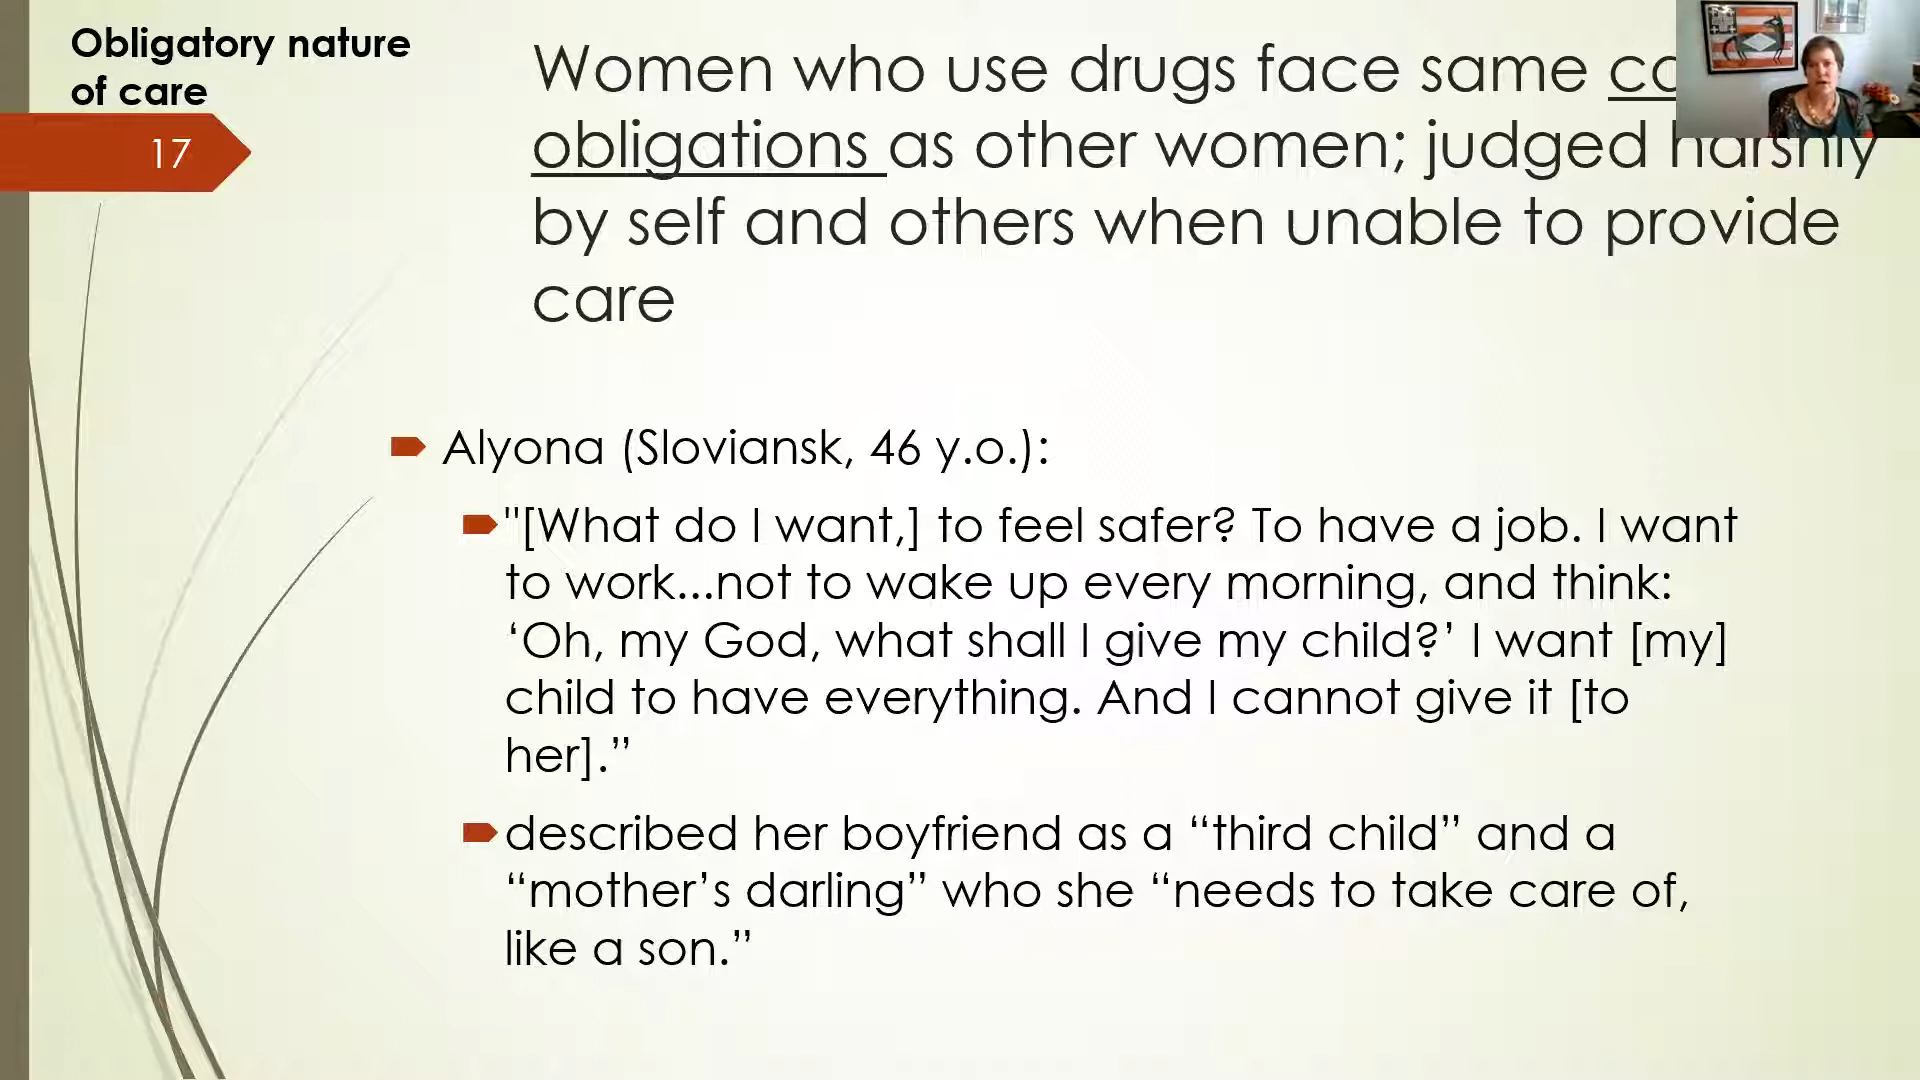 Obligatory nature
of care
17
Women who use drugs face same
obligations as other women; judged harshly
by self and others when unable to provide
care
Alyona (Sloviansk, 46 y.o.):
"[What do I want,] to feel safer? To have a job. I want
to work...not to wake up every morning, and think:
‘Oh, my God, what shall I give my child?’ I want [my]
child to have everything. And I cannot give it [to
her].”
described her boyfriend as a “third child” and a
“mother’s darling” who she “needs to take care of,
like a son.”